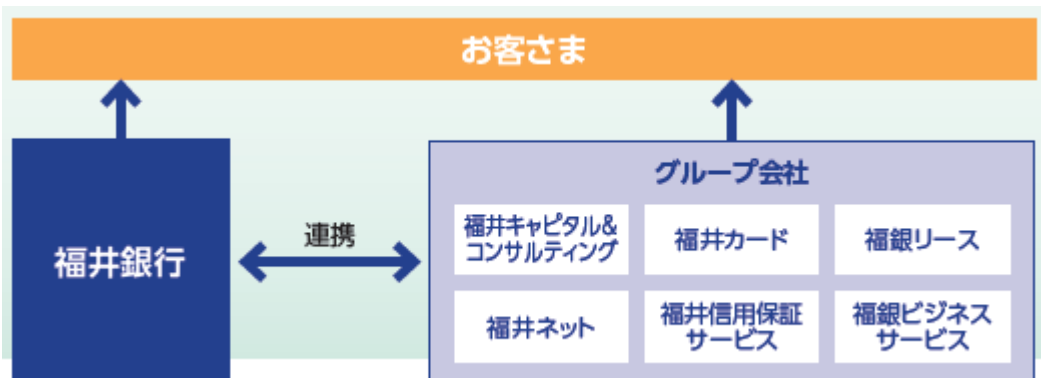 お客さま
福井銀行
連携
グループ会社
福井キャピタル&
コンサルティング
福井カード
福銀リース
福井ネット
福井信用保証
サービス
福銀ビジネス
サービス